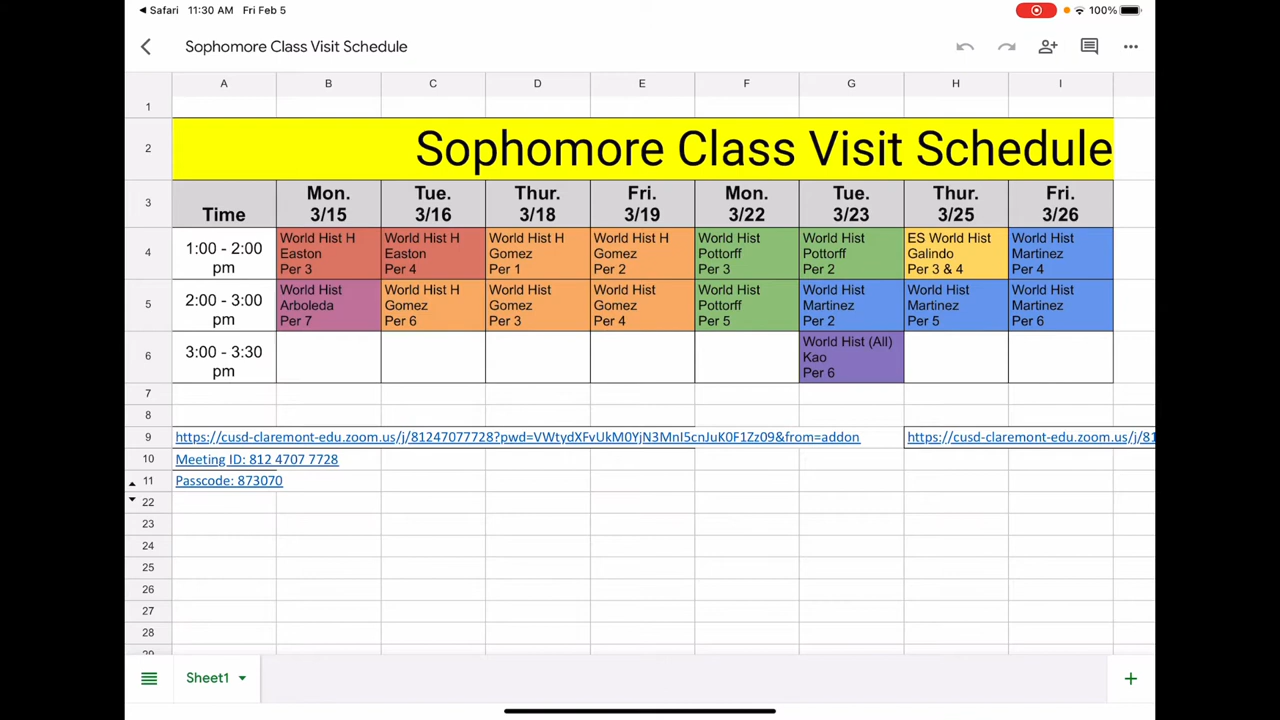 Safari 11:30 AM Fri Feb 5 100%
Sophomore Class Visit Schedule
A B C D E F G H I
1
2 Sophomore Class Visit Schedule
3 Time Mon. 3/15 Tue. 3/16 Thur. 3/18 Fri. 3/19 Mon. 3/22 Tue. 3/23 Thur. 3/25 Fri. 3/26
4 1:00 - 2:00 pm World Hist H Easton Per 3 World Hist H Easton Per 4 World Hist H Gomez Per 1 World Hist H Gomez Per 2 World Hist Pottorff Per 3 World Hist Pottorff Per 2 ES World Hist Galindo Per 3 & 4 World Hist Martinez Per 4
5 2:00 - 3:00 pm World Hist Arboleda Per 7 World Hist H Gomez Per 6 World Hist Gomez Per 3 World Hist Gomez Per 4 World Hist Pottorff Per 5 World Hist Martinez Per 2 World Hist Martinez Per 5 World Hist Martinez Per 6
6 3:00 - 3:30 pm World Hist (All) Kao Per 6
7
8
9 https://cusd-claremont-edu.zoom.us/j/81247077728?pwd=VWtydXFvUkM0YjN3MnI5cnJuK0F1Zz09&from=addon https://cusd-claremont-edu.zoom.us/j/81
10 Meeting ID: 812 4707 7728
11 Passcode: 873070
22
23
24
25
26
27
28
29
Sheet1